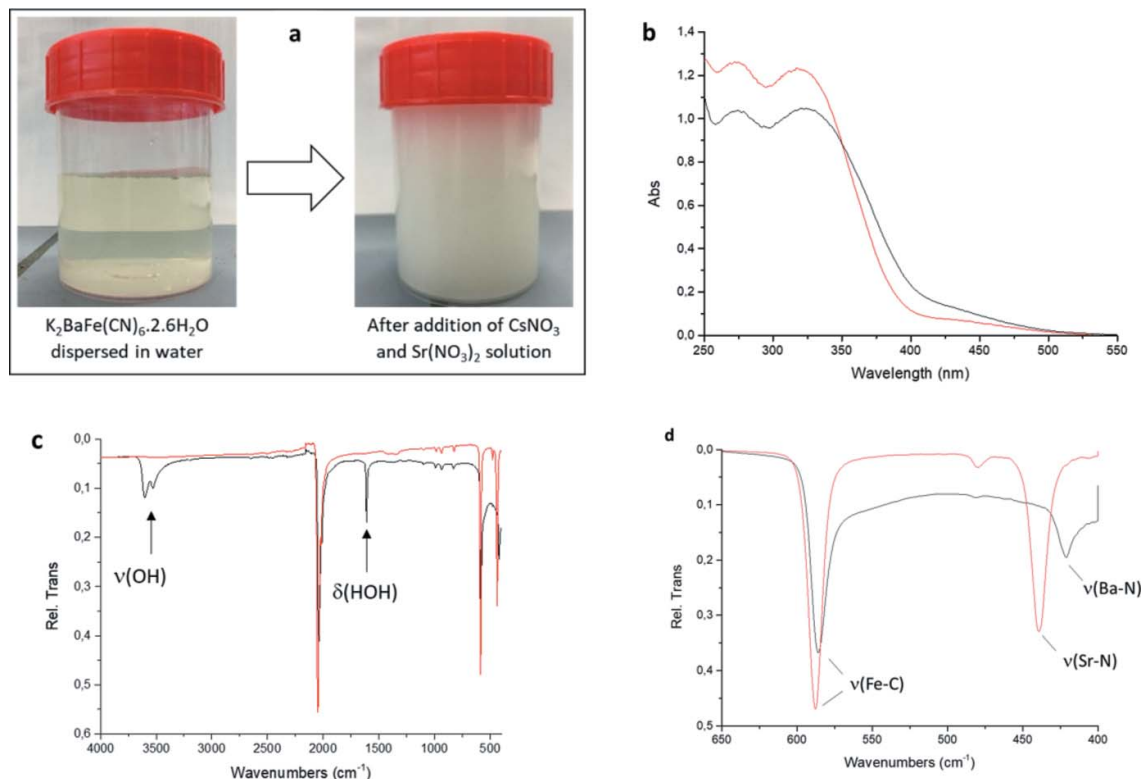 a
K₂BaFe(CN)₆.2.6H₂O
dispersed in water
After addition of CsNO₃
and Sr(NO₃)₂ solution
b
1,4
1,2
1,0
0,8
0,6
0,4
0,2
0,0
Abs
250 300 350 400 450 500 550
Wavelength (nm)
c
0,0
0,1
0,2
0,3
0,4
0,5
0,6
Rel. Trans
ν(OH)
δ(HOH)
4000 3500 3000 2500 2000 1500 1000 500
Wavenumbers (cm⁻¹)
d
0,0
0,1
0,2
0,3
0,4
0,5
Rel. Trans
ν(Ba-N)
ν(Sr-N)
ν(Fe-C)
650 600 550 500 450 400
Wavenumbers (cm⁻¹)